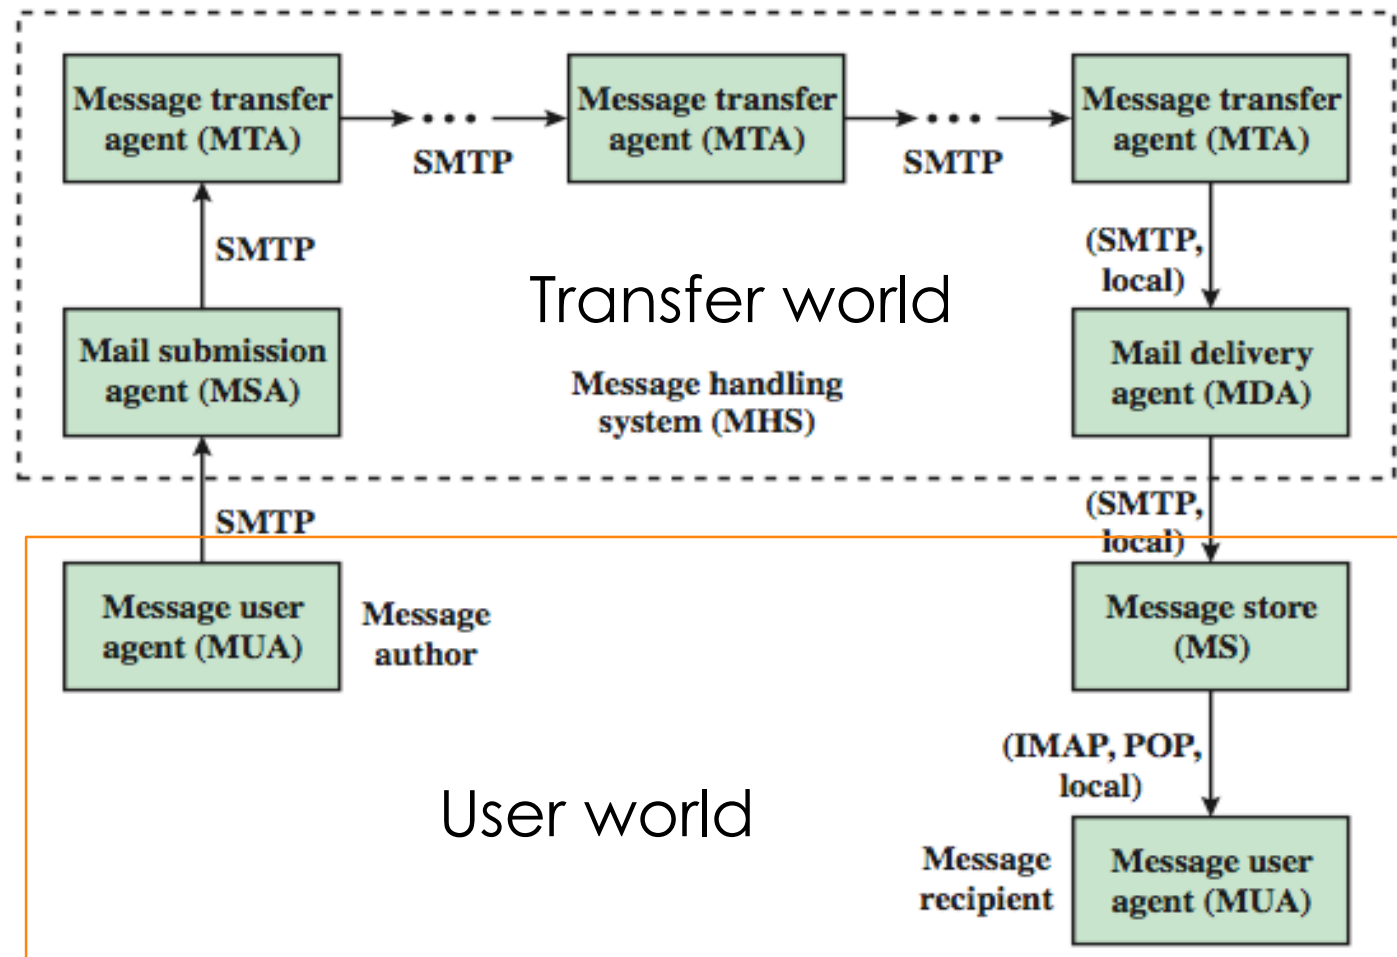 Message transfer
agent (MTA)
SMTP
Message transfer
agent (MTA)
SMTP
Message transfer
agent (MTA)
SMTP
(SMTP,
local)
Transfer world
Mail submission
agent (MSA)
Message handling
system (MHS)
Mail delivery
agent (MDA)
SMTP
(SMTP,
local)
Message user
agent (MUA)
Message
author
Message store
(MS)
(IMAP, POP,
local)
User world
Message
recipient
Message user
agent (MUA)